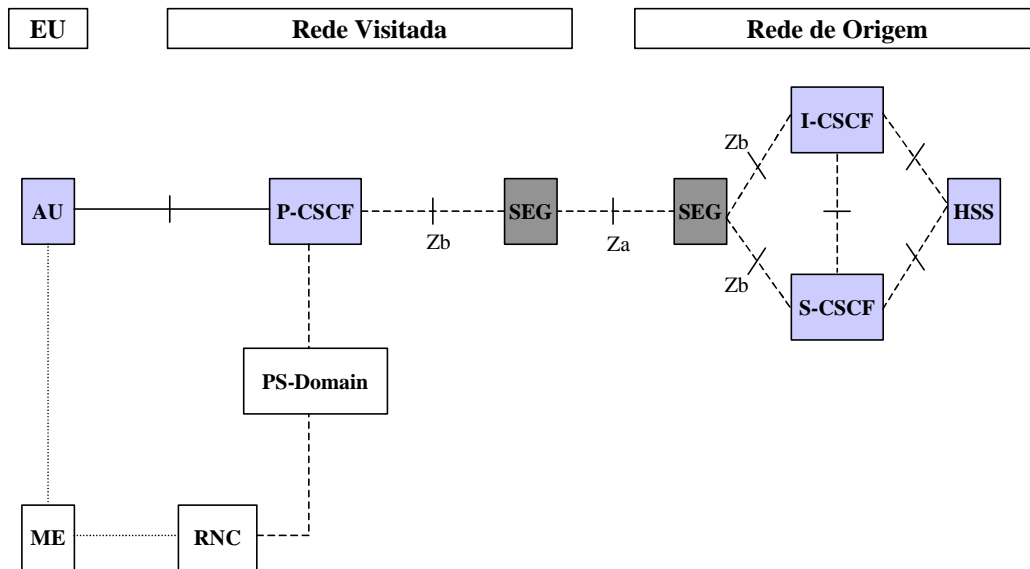 EU
Rede Visitada
Rede de Origem
I-CSCF
Zb
AU
P-CSCF
SEG
SEG
HSS
Zb
Za
Zb
S-CSCF
PS-Domain
ME
RNC